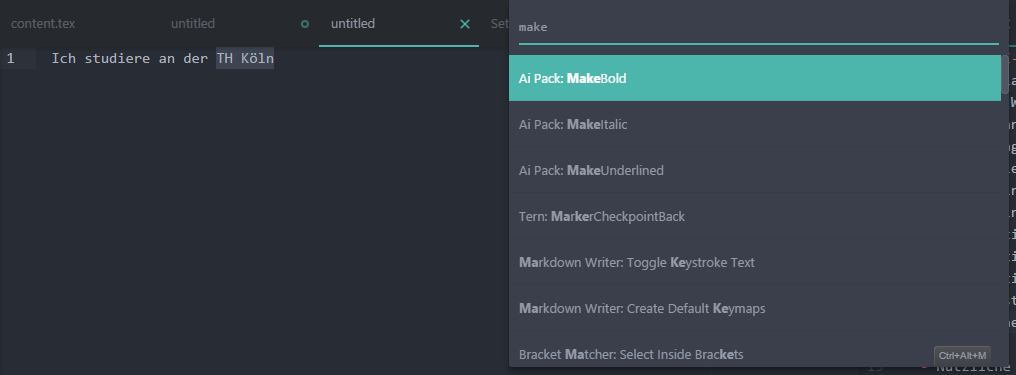 content.tex
untitled
untitled
Set
1 Ich studiere an der TH Köln
make
Ai Pack: MakeBold
Ai Pack: MakeItalic
Ai Pack: MakeUnderlined
Tern: MarkerCheckpointBack
Markdown Writer: Toggle Keystroke Text
Markdown Writer: Create Default Keymaps
Bracket Matcher: Select Inside Brackets
Ctrl+Alt+M
Nützliche